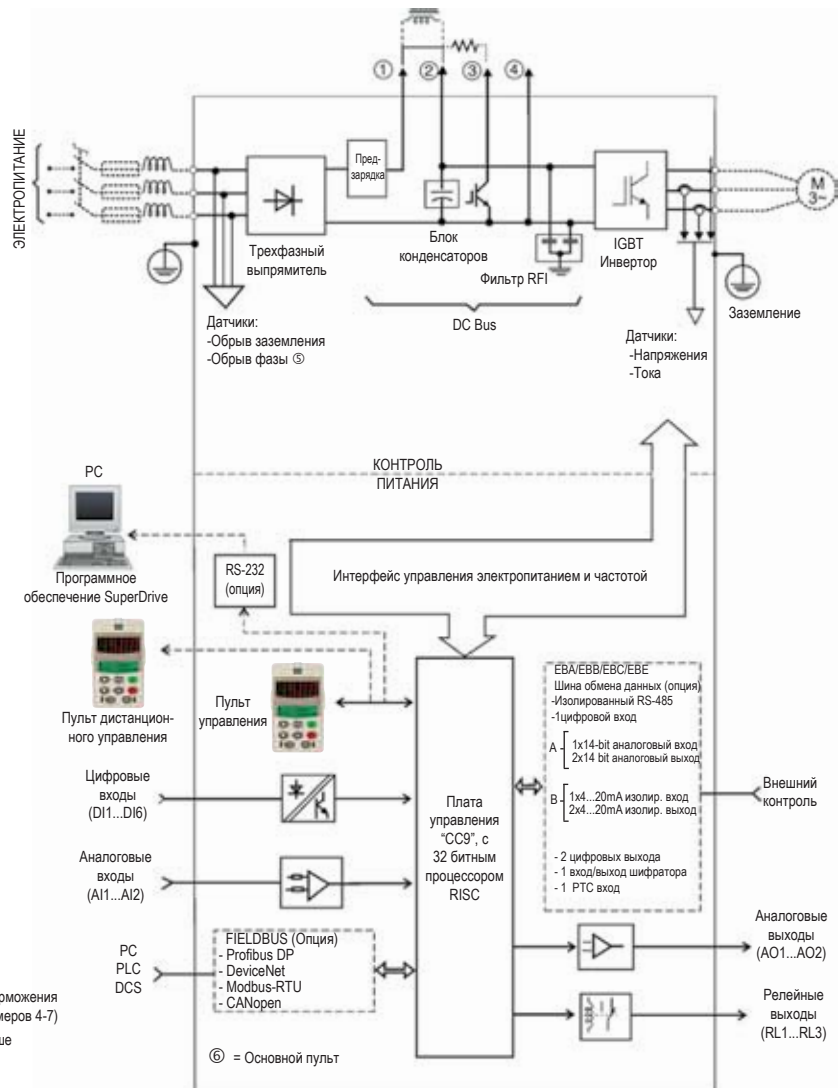 ① ② ③ ④
ЭЛЕКТРОПИТАНИЕ
Пред-
зарядка
M
3~
Трехфазный
выпрямитель
Блок
конденсаторов
Фильтр RFI
IGBT
Инвертор
Заземление
DC Bus
Датчики:
-Обрыв заземления
-Обрыв фазы ⑤
Датчики:
-Напряжения
-Тока
КОНТРОЛЬ
ПИТАНИЯ
PC
Программное
обеспечение SuperDrive
RS-232
(опция)
Интерфейс управления электропитанием и частотой
Пульт дистанцион-
ного управления
Пульт
управления
EBA/EBB/EBC/EBE
Шина обмена данных (опция)
-Изолированный RS-485
-1цифровой вход
A - 1x14-bit аналоговый вход
2x14 bit аналоговый выход
B - 1x4...20mA изолир. вход
2x4...20mA изолир. выход
- 2 цифровых выхода
- 1 вход/выход шифратора
- 1 PTC вход
Внешний
контроль
Цифровые
входы
(DI1...DI6)
Аналоговые
входы
(AI1...AI2)
Плата
управления
“CC9”, с
32 битным
процессором
RISC
PC
PLC
DCS
FIELDBUS (Опция)
- Profibus DP
- DeviceNet
- Modbus-RTU
- CANopen
Аналоговые
выходы
(AO1...AO2)
Релейные
выходы
(RL1...RL3)
⑥ = Основной пульт
рможения
меров 4-7)
ше